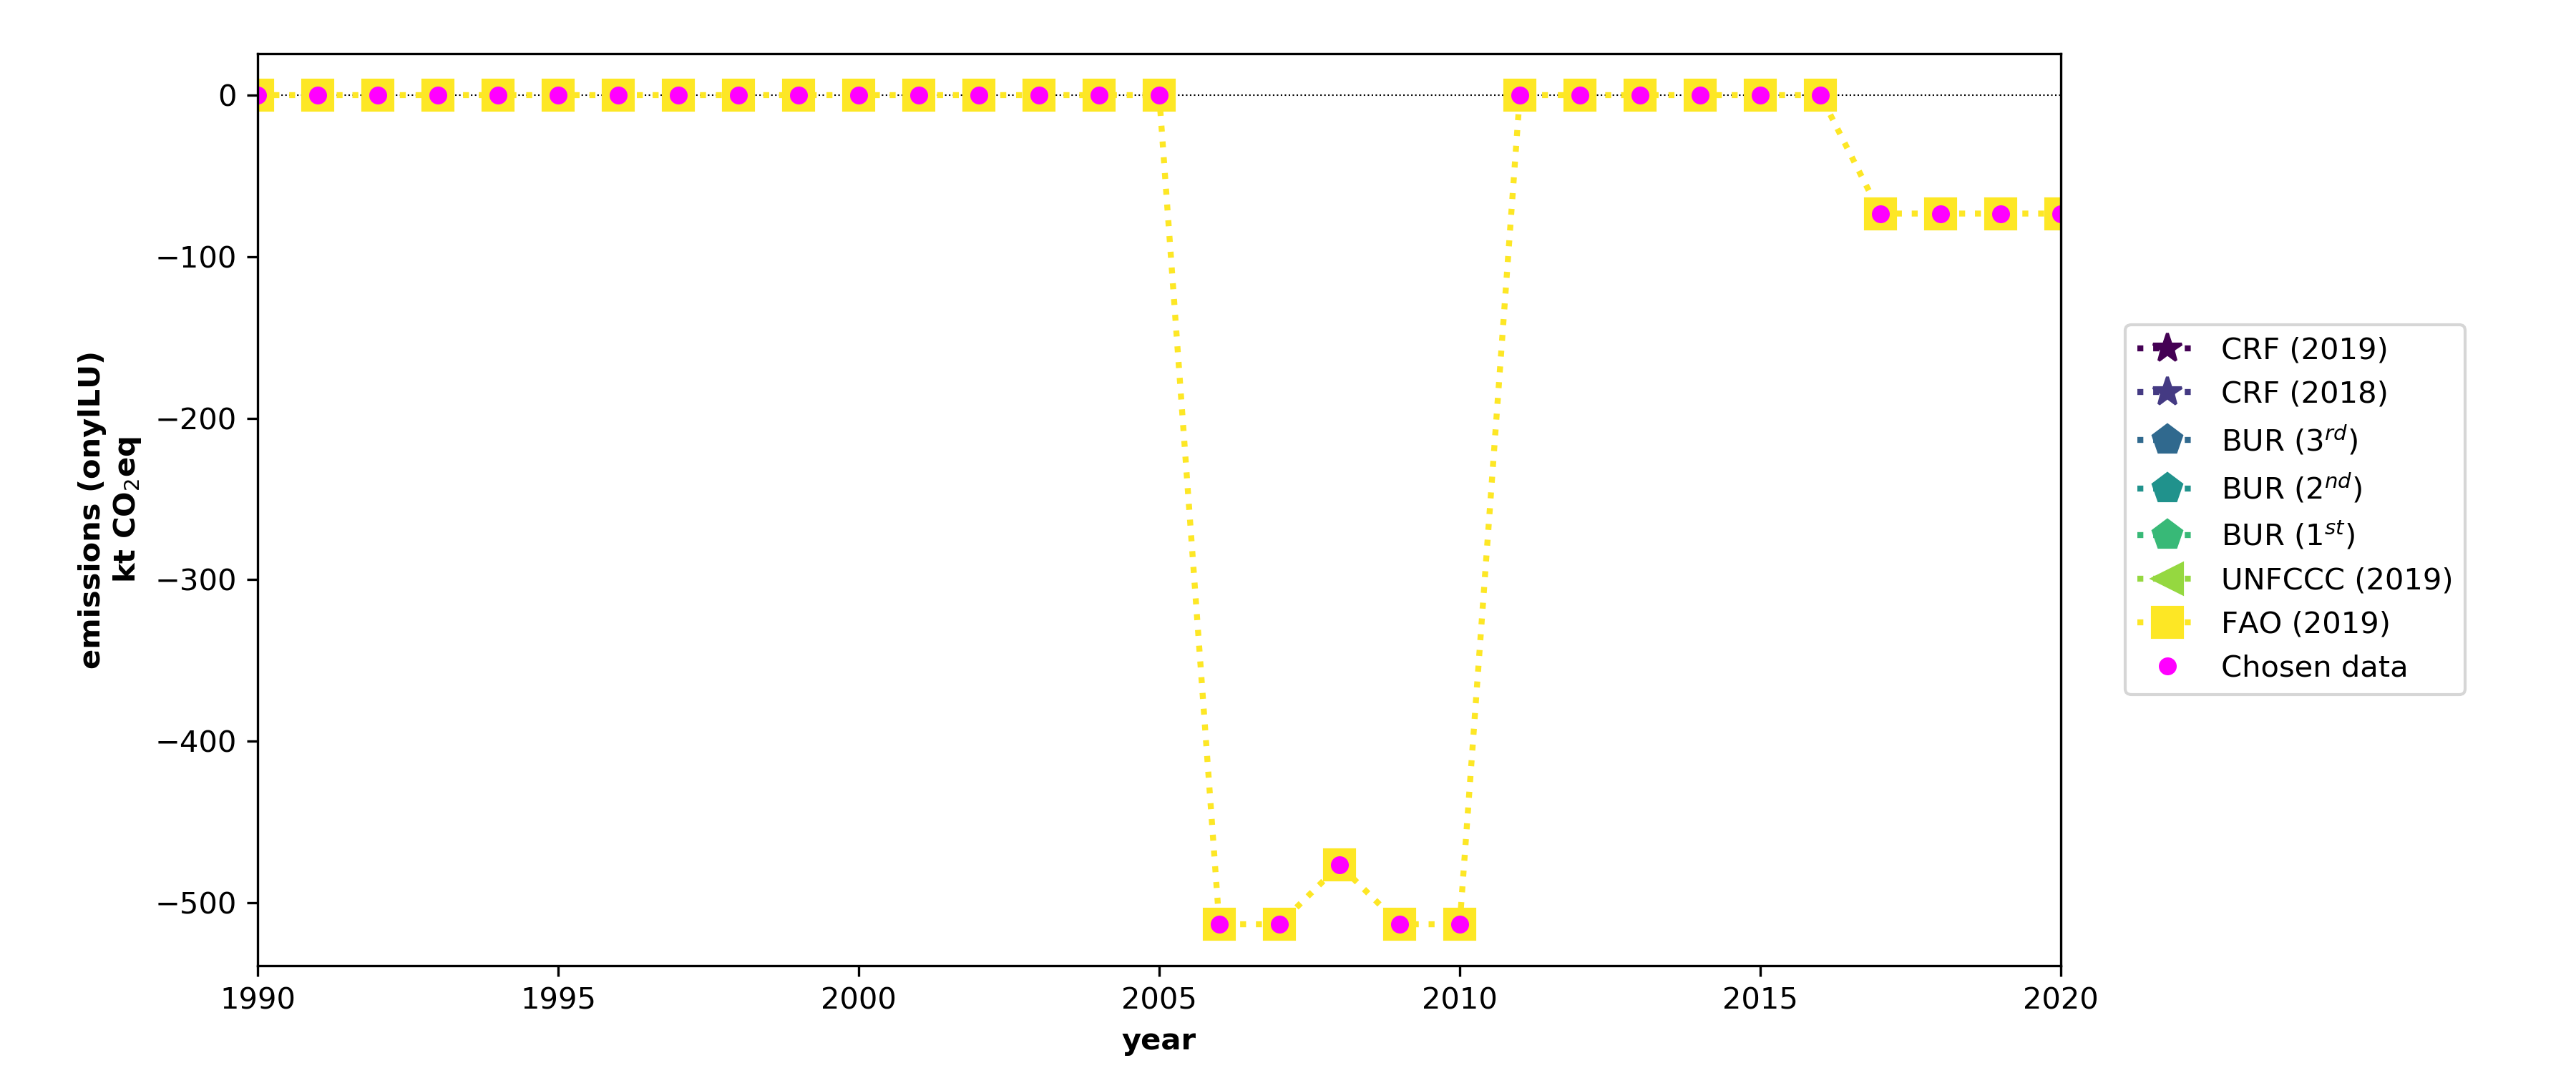 0
−100
−200
−300
−400
−500
emissions (onylLU)
kt CO₂eq
1990 1995 2000 2005 2010 2015 2020
year
CRF (2019)
CRF (2018)
BUR (3ʳᵈ)
BUR (2ⁿᵈ)
BUR (1ˢᵗ)
UNFCCC (2019)
FAO (2019)
Chosen data